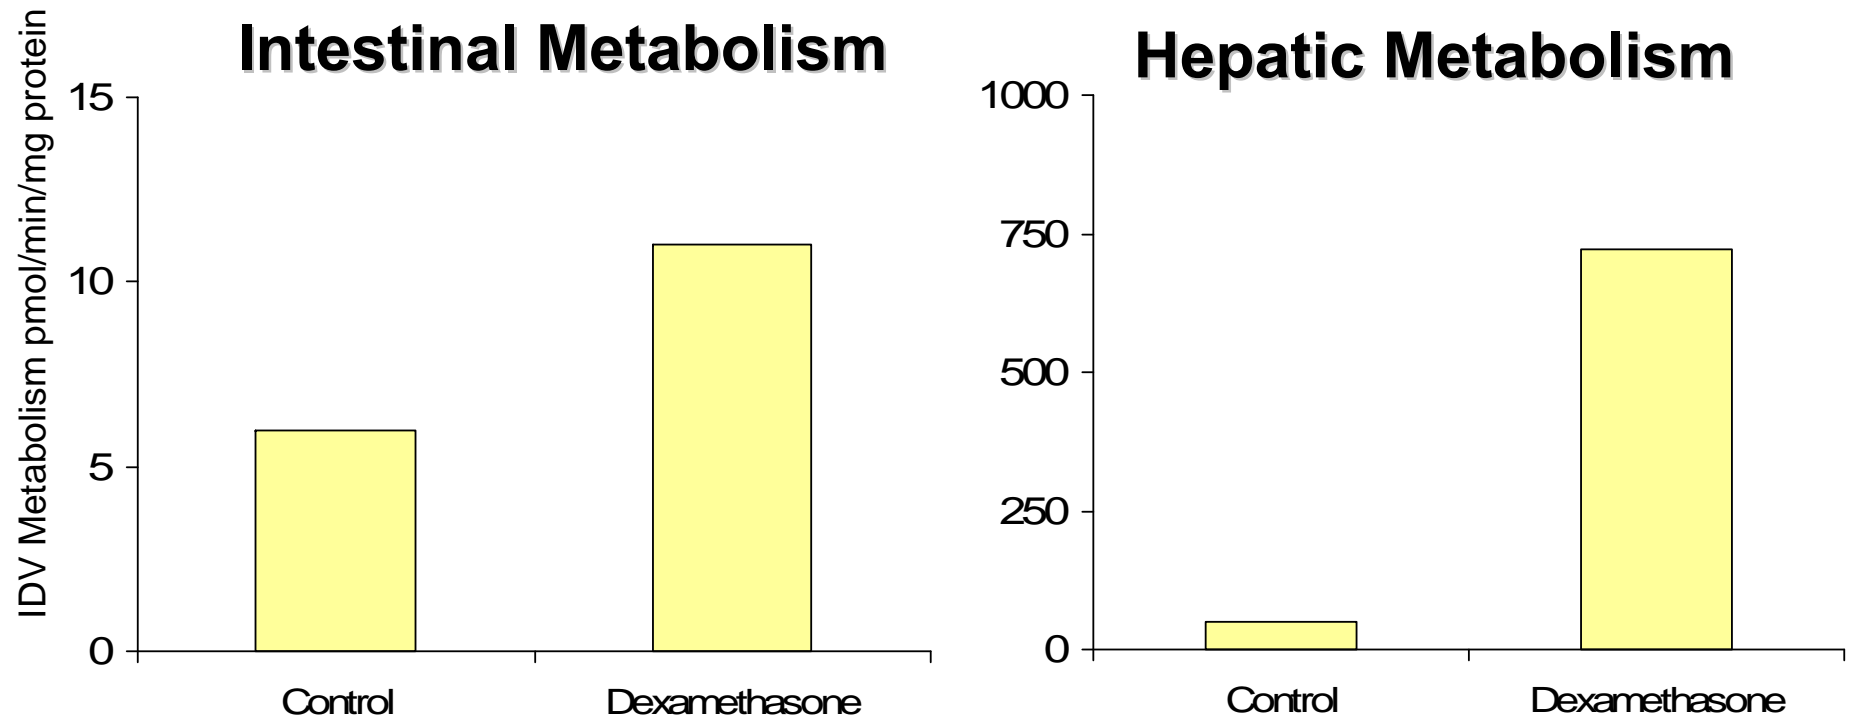 Intestinal Metabolism
IDV Metabolism pmol/min/mg protein
15
10
5
0
Control
Dexamethasone
Hepatic Metabolism
1000
750
500
250
0
Control
Dexamethasone